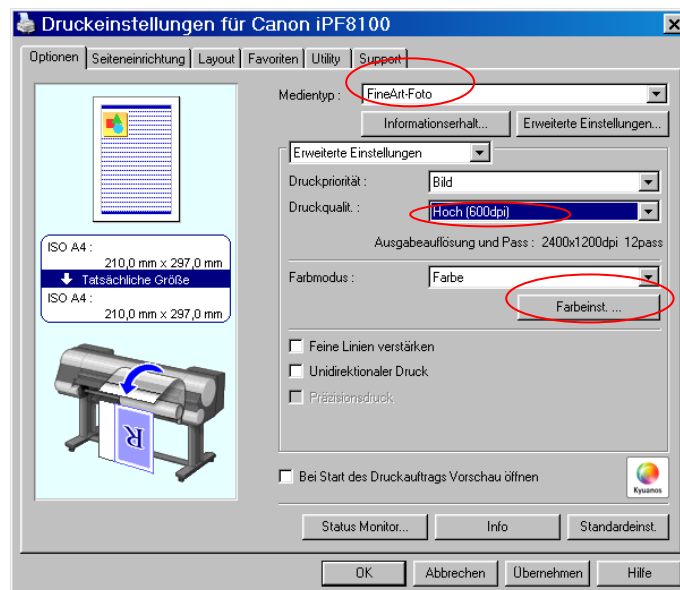 Druckeinstellungen für Canon iPF8100
Optionen Seiteneinrichtung Layout Favoriten Utility Support
Medientyp : FineArt-Foto
Informationserhalt... Erweiterte Einstellungen...
Erweiterte Einstellungen
Druckpriorität : Bild
Druckqualit. : Hoch (600dpi)
Ausgabeauflösung und Pass : 2400x1200dpi 12pass
Farbmodus : Farbe
Farbeinst. ...
Feine Linien verstärken
Unidirektionaler Druck
Präzisionsdruck
ISO A4 :
210,0 mm x 297,0 mm
Tatsächliche Größe
ISO A4 :
210,0 mm x 297,0 mm
R
Bei Start des Druckauftrags Vorschau öffnen
Kyuanos
Status Monitor... Info Standardeinst.
OK Abbrechen Übernehmen Hilfe